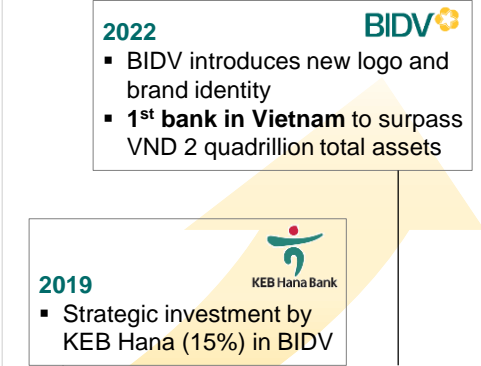 2022
BIDV
▪ BIDV introduces new logo and
brand identity
▪ 1st bank in Vietnam to surpass
VND 2 quadrillion total assets
KEB Hana Bank
2019
▪ Strategic investment by
KEB Hana (15%) in BIDV